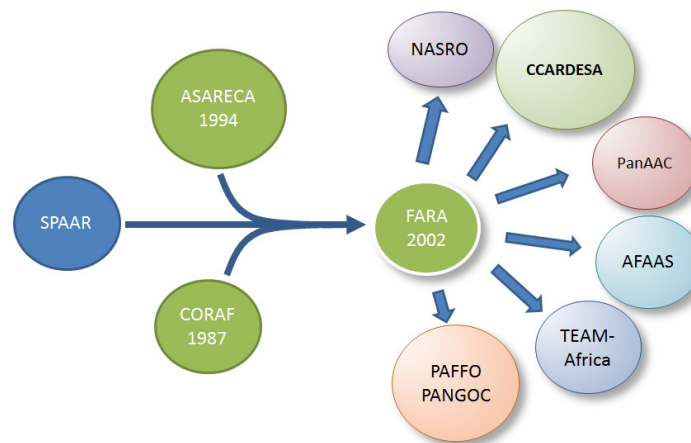 NASRO
CCARDESA
ASARECA
1994
PanAAC
SPAAR
FARA
2002
AFAAS
CORAF
1987
TEAM-
Africa
PAFFO
PANGOC